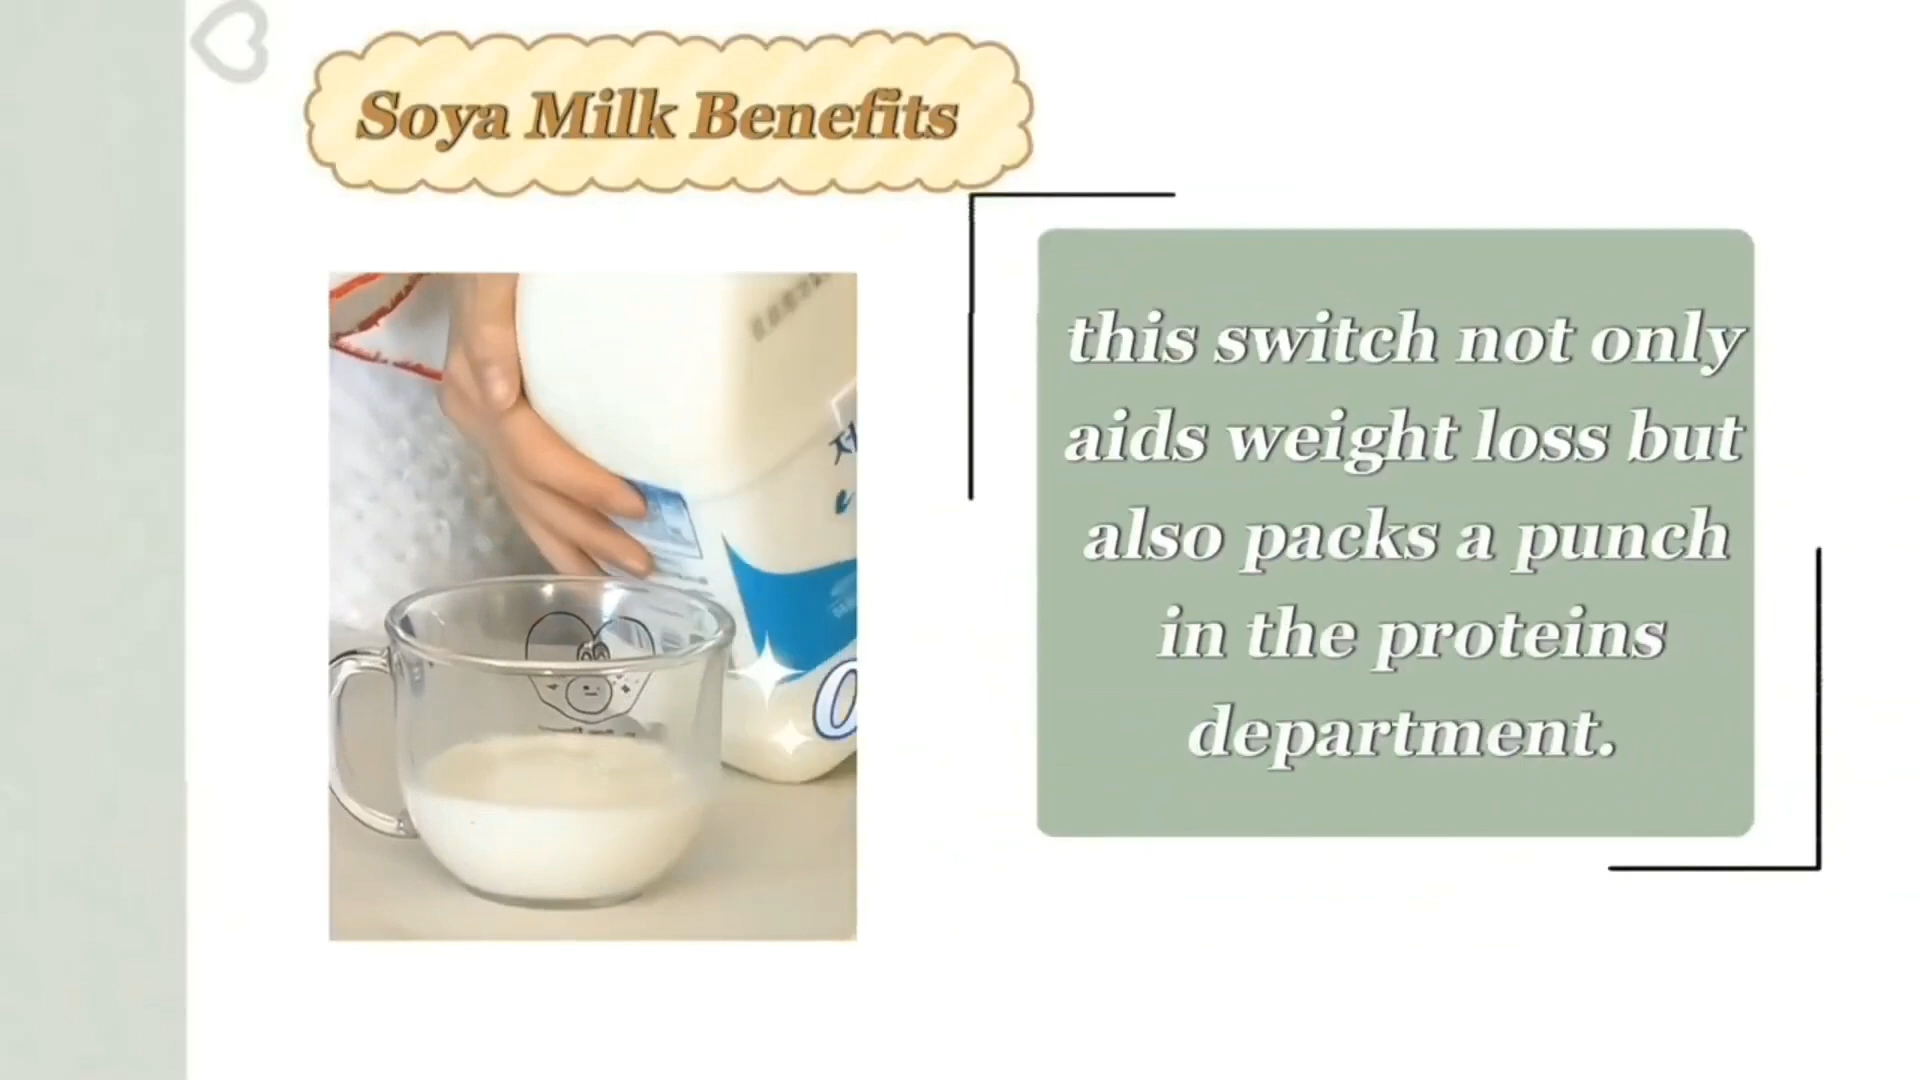 Soya Milk Benefits
this switch not only
aids weight loss but
also packs a punch
in the proteins
department.